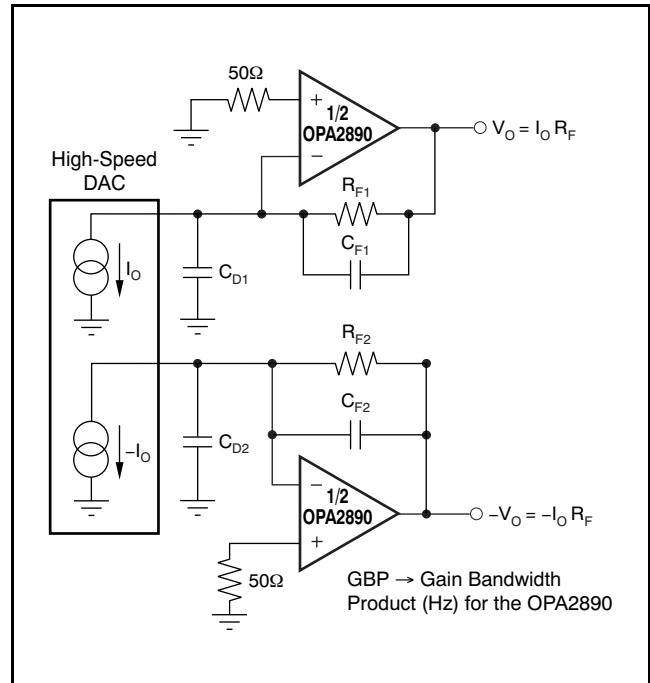 50Ω
+
1/2
OPA2890
−
V_O = I_O R_F
High-Speed
DAC
R_F1
C_F1
I_O
C_D1
R_F2
C_F2
−I_O
C_D2
−
1/2
OPA2890
+
−V_O = −I_O R_F
50Ω
GBP → Gain Bandwidth
Product (Hz) for the OPA2890